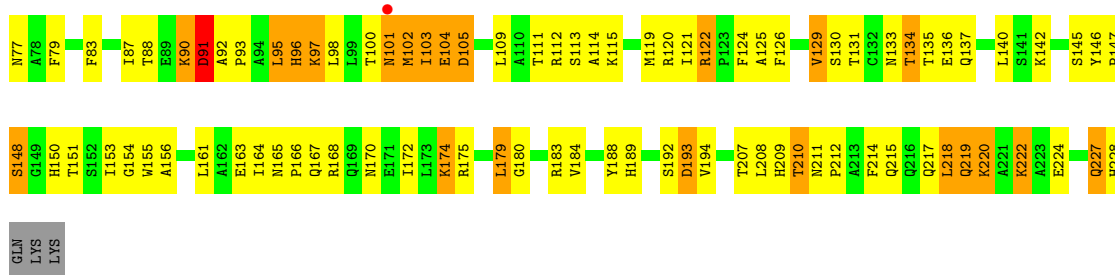 N77 A78 F79 F83 I87 T88 E89 K90 D91 A92 P93 A94 L95 H96 K97 L98 L99 T100 N101 M102 I103 E104 D105 L109 A110 T111 R112 S113 A114 K115 M119 R120 I121 R122 P123 F124 A125 F126 V129 S130 T131 C132 N133 T134 T135 E136 Q137 L140 S141 K142 S145 Y146
S148 G149 H150 T151 S152 I153 G154 W155 A156 L161 A162 E163 I164 N165 P166 Q167 R168 Q169 N170 E171 I172 L173 K174 R175 L179 G180 R183 V184 Y188 H189 S192 D193 V194 T207 L208 H209 T210 N211 P212 A213 F214 Q215 Q216 Q217 L218 Q219 K220 A221 K222 A223 E224 Q227
GLN LYS LYS